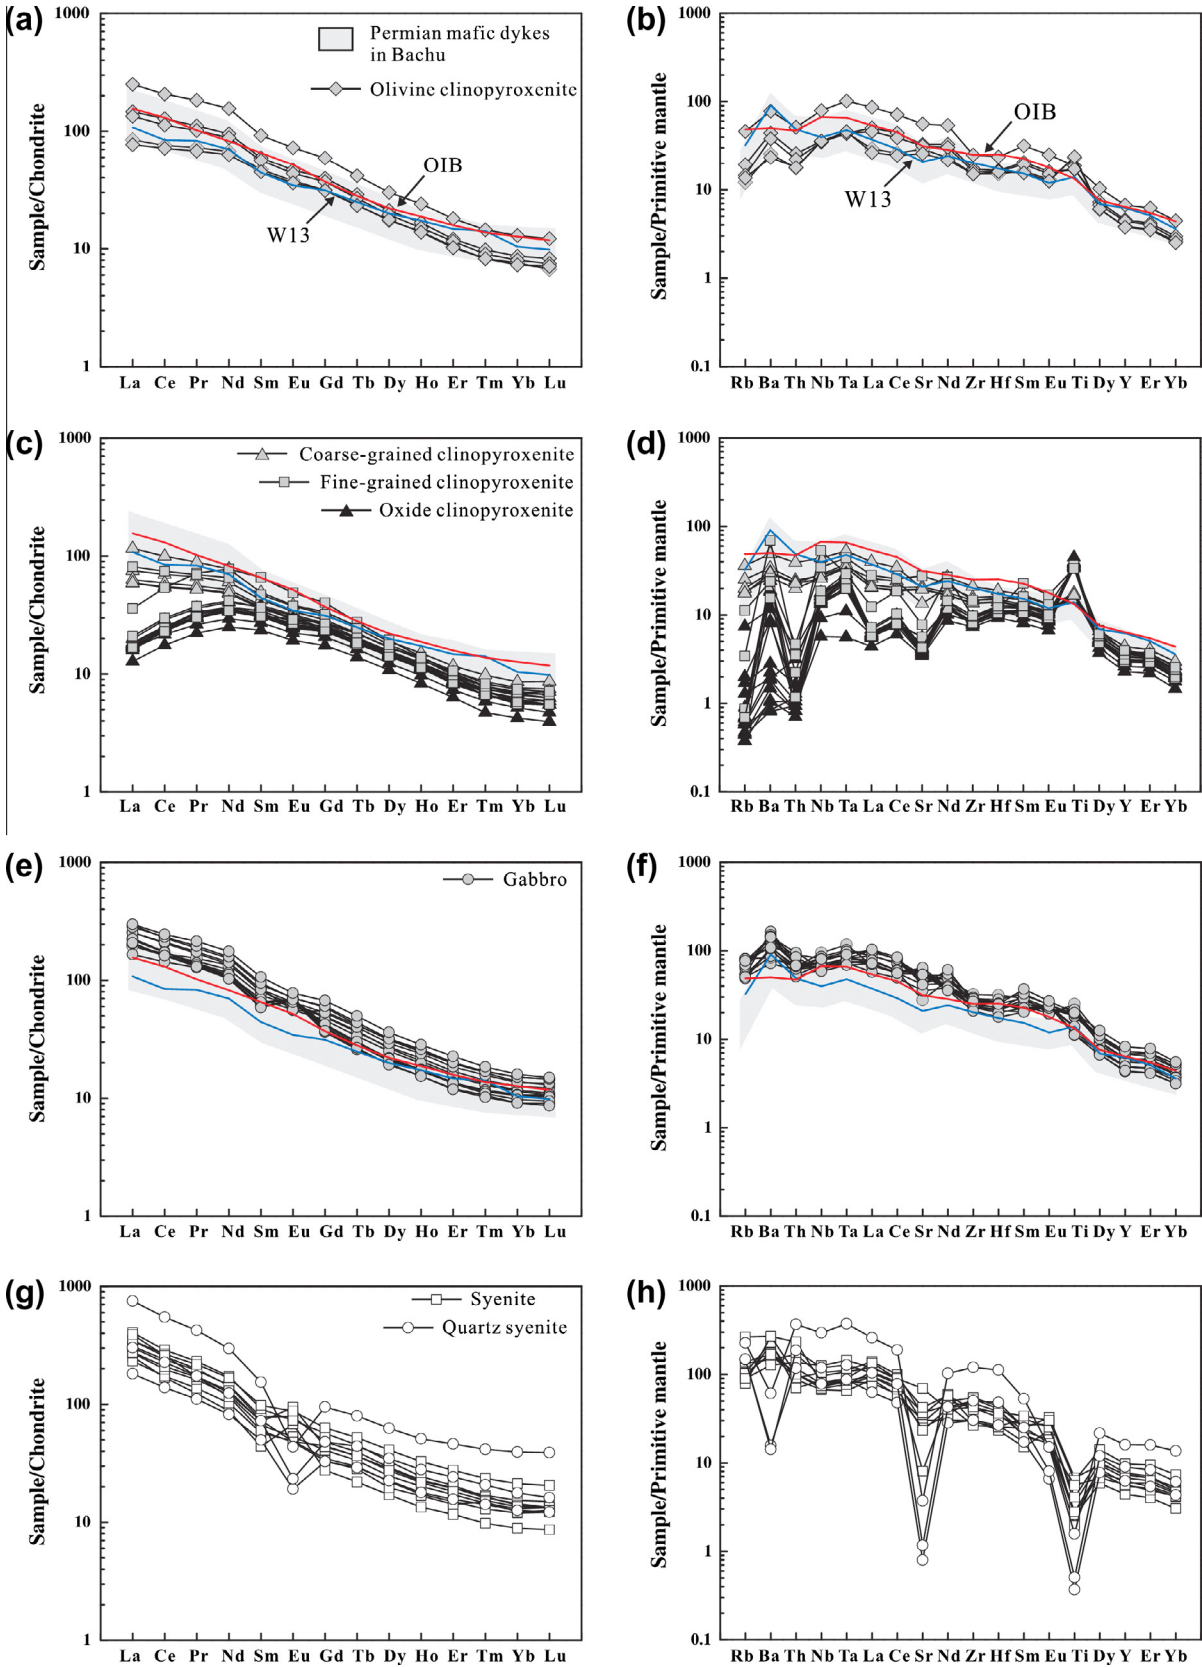 (a)
1000
100
10
1
Sample/Chondrite
Permian mafic dykes
in Bachu
Olivine clinopyroxenite
OIB
W13
La Ce Pr Nd Sm Eu Gd Tb Dy Ho Er Tm Yb Lu
(b)
1000
100
10
1
0.1
Sample/Primitive mantle
OIB
W13
Rb Ba Th Nb Ta La Ce Sr Nd Zr Hf Sm Eu Ti Dy Y Er Yb
(c)
1000
100
10
1
Sample/Chondrite
Coarse-grained clinopyroxenite
Fine-grained clinopyroxenite
Oxide clinopyroxenite
La Ce Pr Nd Sm Eu Gd Tb Dy Ho Er Tm Yb Lu
(d)
1000
100
10
1
0.1
Sample/Primitive mantle
Rb Ba Th Nb Ta La Ce Sr Nd Zr Hf Sm Eu Ti Dy Y Er Yb
(e)
1000
100
10
1
Sample/Chondrite
Gabbro
La Ce Pr Nd Sm Eu Gd Tb Dy Ho Er Tm Yb Lu
(f)
1000
100
10
1
0.1
Sample/Primitive mantle
Rb Ba Th Nb Ta La Ce Sr Nd Zr Hf Sm Eu Ti Dy Y Er Yb
(g)
1000
100
10
1
Sample/Chondrite
Syenite
Quartz syenite
La Ce Pr Nd Sm Eu Gd Tb Dy Ho Er Tm Yb Lu
(h)
1000
100
10
1
0.1
Sample/Primitive mantle
Rb Ba Th Nb Ta La Ce Sr Nd Zr Hf Sm Eu Ti Dy Y Er Yb